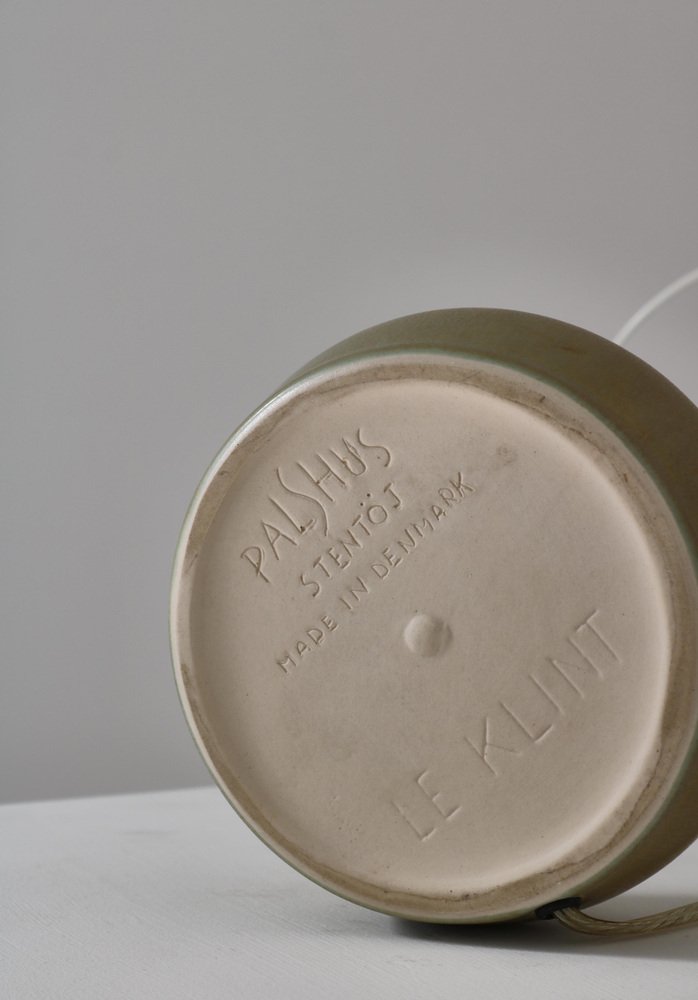 PALSHUS
STENTÖJ
MADE IN DENMARK
LE KLINT